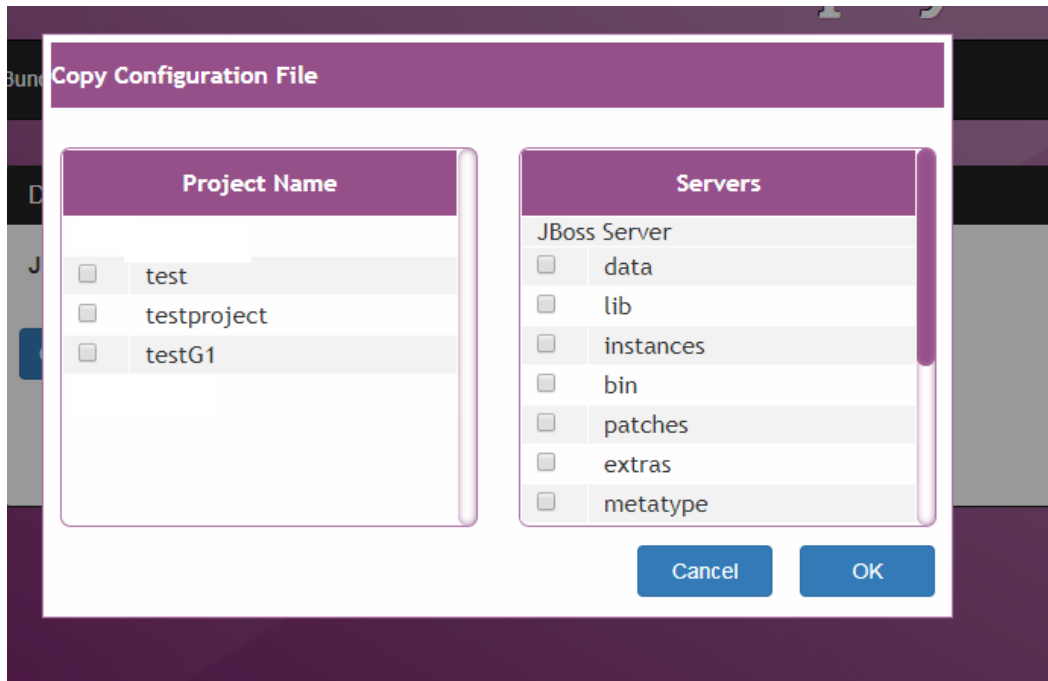 Copy Configuration File
Project Name
test
testproject
testG1
Servers
JBoss Server
data
lib
instances
bin
patches
extras
metatype
Cancel
OK